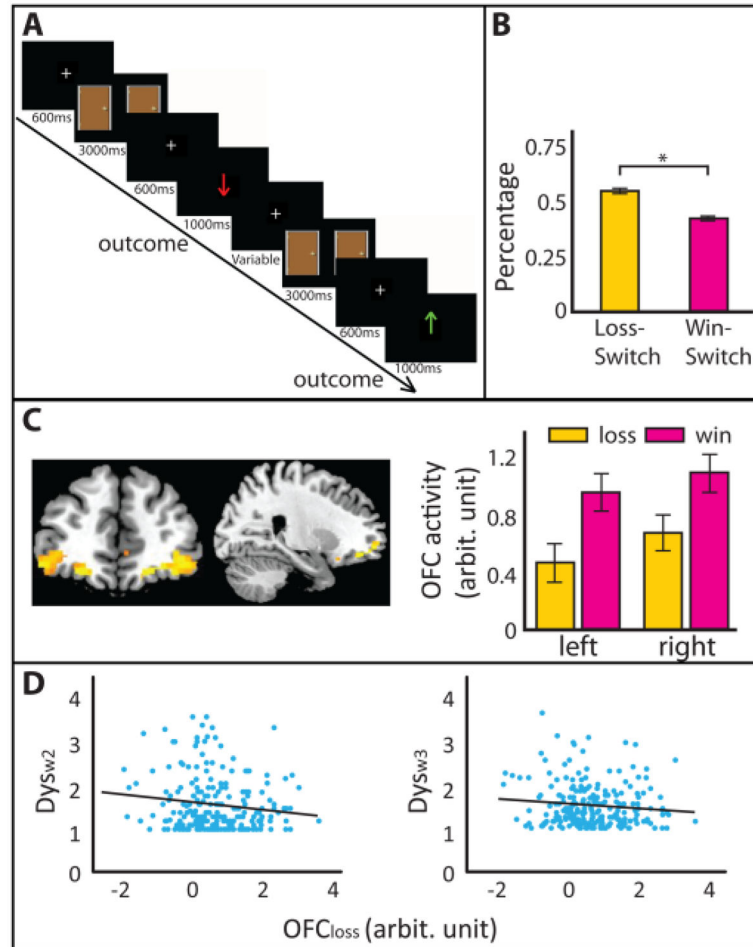 A
600ms
3000ms
600ms
1000ms
outcome
Variable
3000ms
600ms
1000ms
outcome
B
Percentage
0.75
0.5
0.25
0
Loss-
Switch
Win-
Switch
*
C
loss win
OFC activity
(arbit. unit)
1.2
0.8
0.4
0
left right
D
Dysw2
4
3
2
1
0
-2 0 2 4
Dysw3
4
3
2
1
0
-2 0 2 4
OFCloss (arbit. unit)